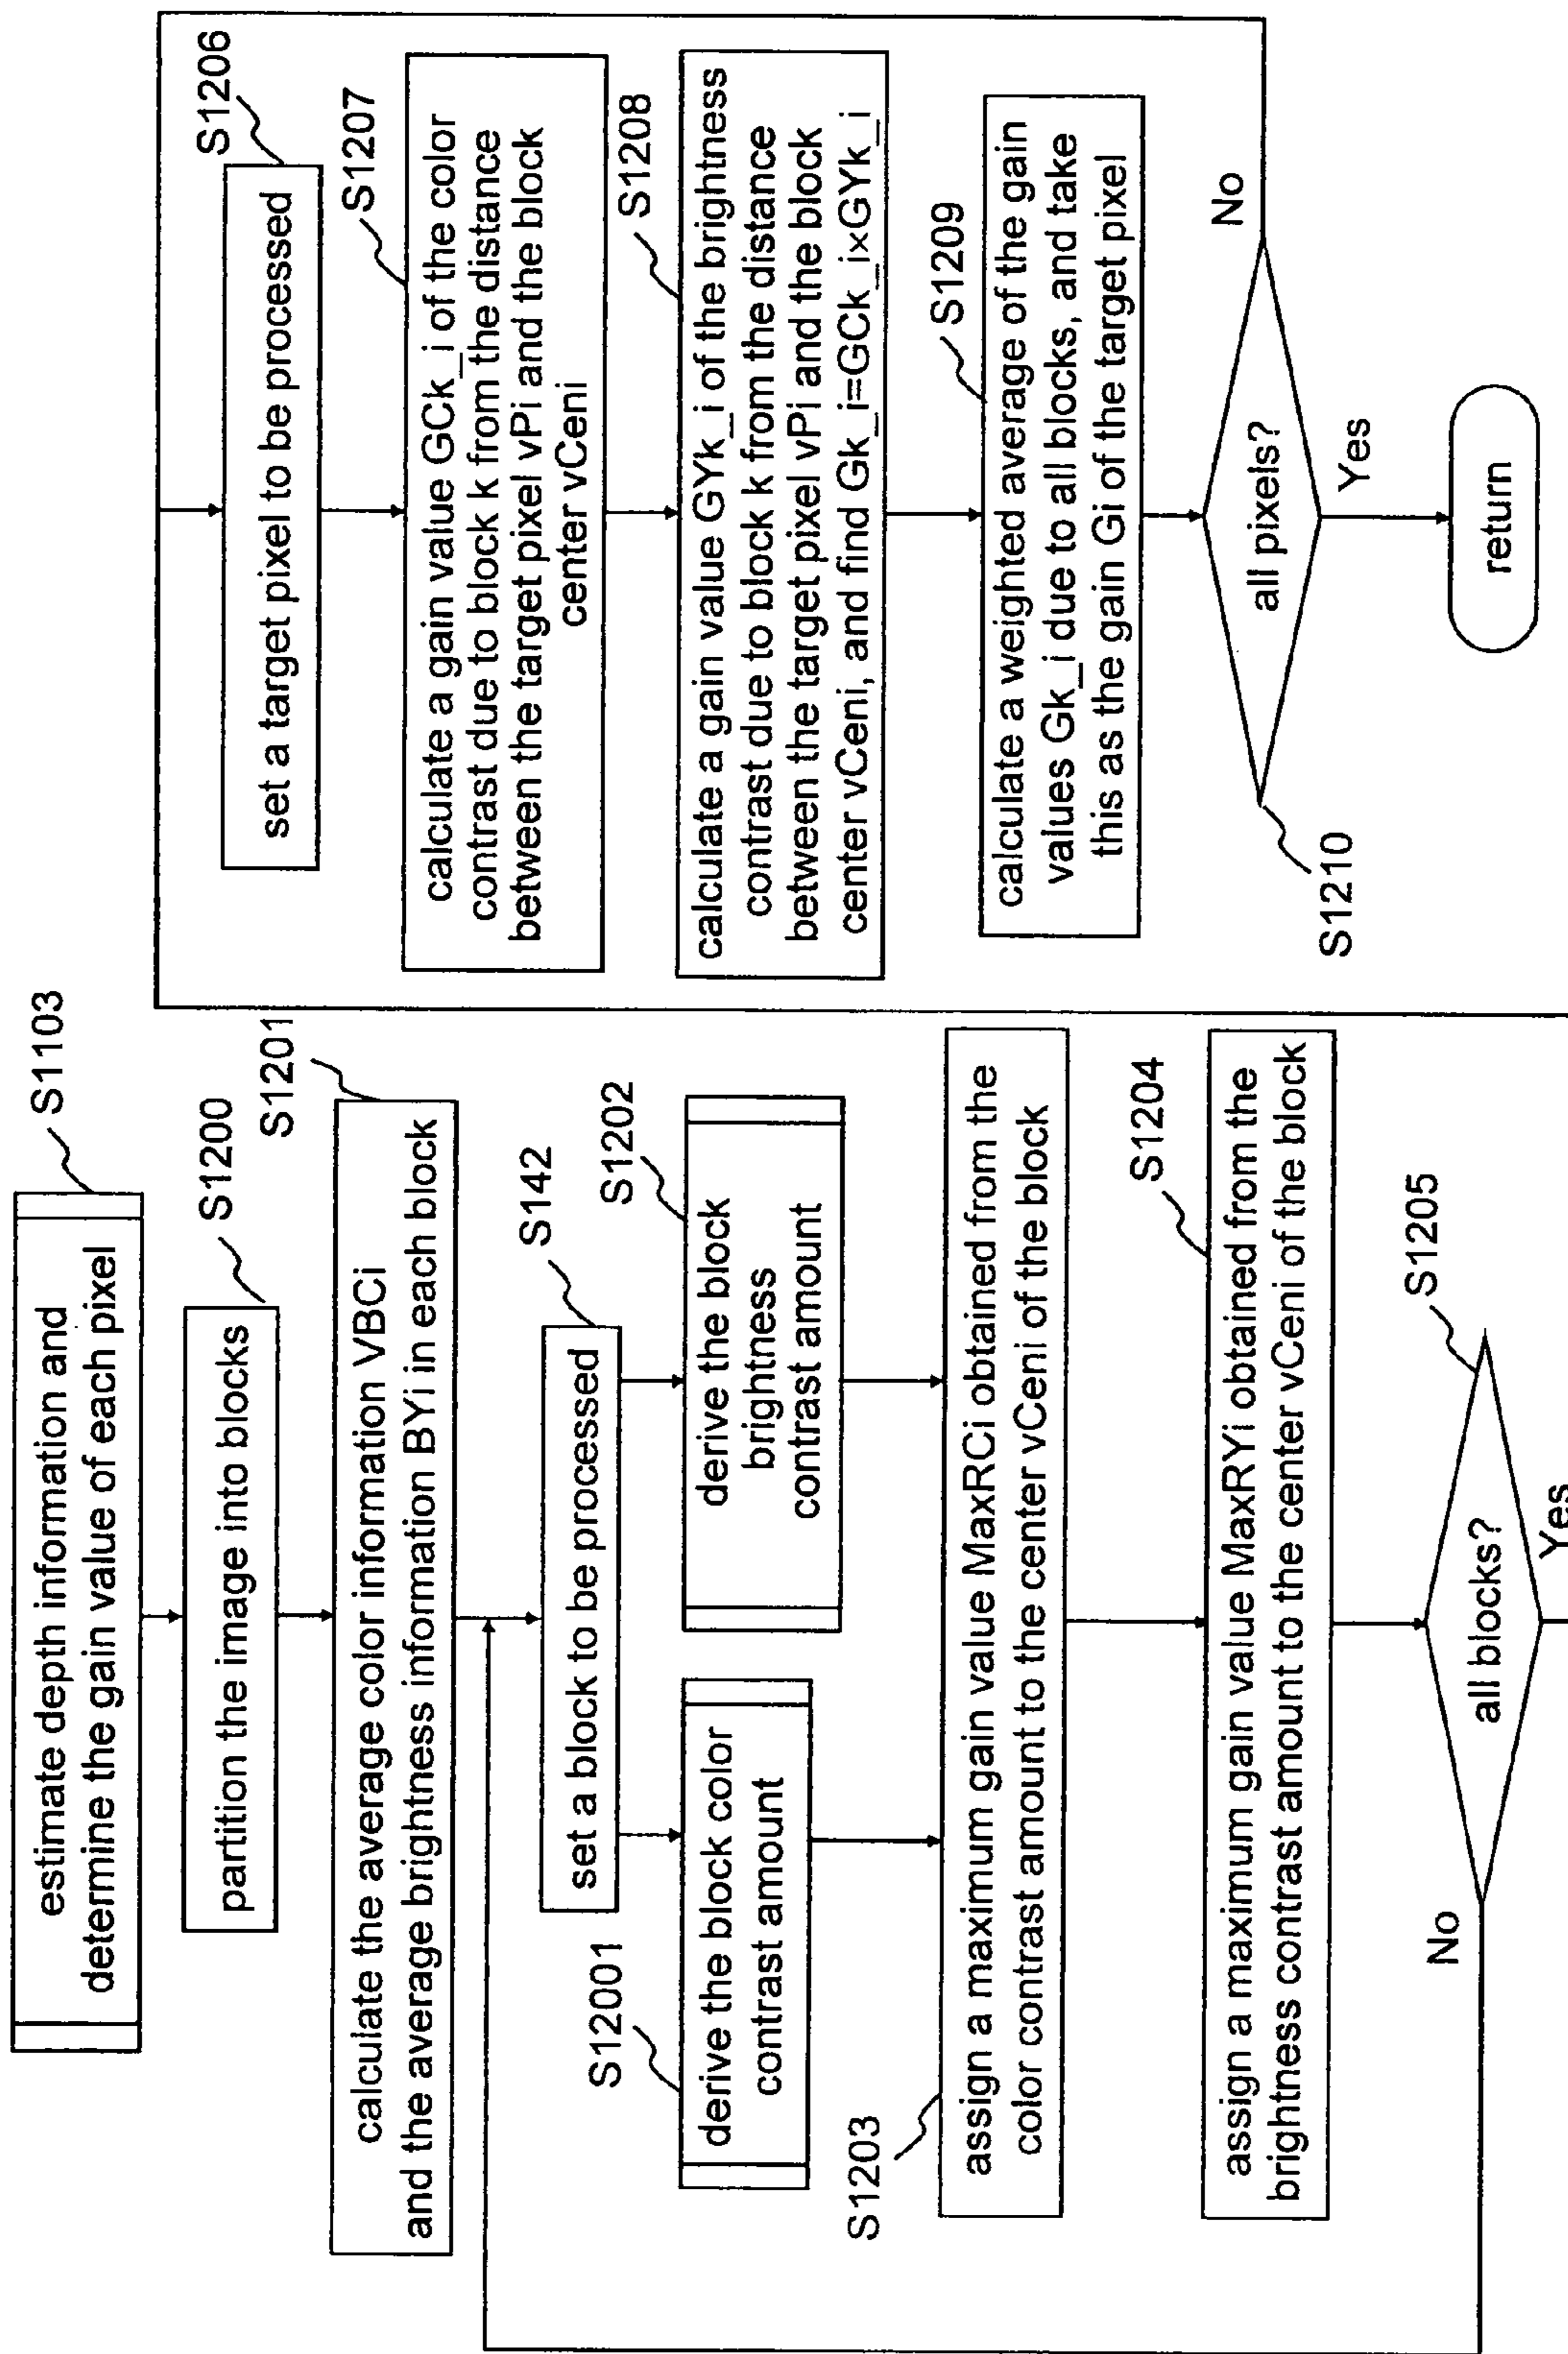 estimate depth information and
determine the gain value of each pixel
S1103
partition the image into blocks
S1200
calculate the average color information VBCi
and the average brightness information BYi in each block
S1201
set a block to be processed
S142
S12001
derive the block color
contrast amount
derive the block
brightness
contrast amount
S1202
S1203
assign a maximum gain value MaxRCi obtained from the
color contrast amount to the center vCeni of the block
assign a maximum gain value MaxRYi obtained from the
brightness contrast amount to the center vCeni of the block
S1204
all blocks?
S1205
No
Yes
set a target pixel to be processed
S1206
calculate a gain value GCk_i of the color
contrast due to block k from the distance
between the target pixel vPi and the block
center vCeni
S1207
calculate a gain value GYk_i of the brightness
contrast due to block k from the distance
between the target pixel vPi and the block
center vCeni, and find Gk_i=GCk_i×GYk_i
S1208
calculate a weighted average of the gain
values Gk_i due to all blocks, and take
this as the gain Gi of the target pixel
S1209
all pixels?
No
S1210
Yes
return